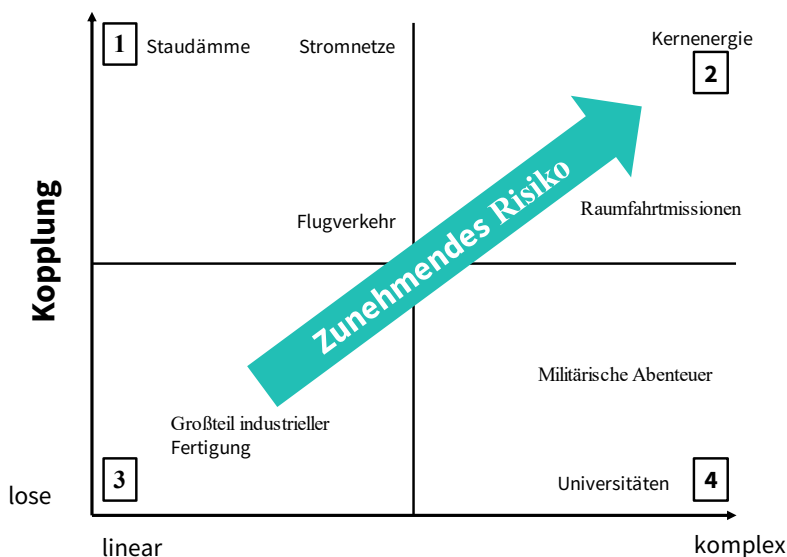 1 Staudämme Stromnetze
Kernenergie
2
Kopplung
Zunehmendes Risiko
Flugverkehr
Raumfahrtmissionen
Militärische Abenteuer
Großteil industrieller
Fertigung
3
Universitäten 4
lose
linear
komplex